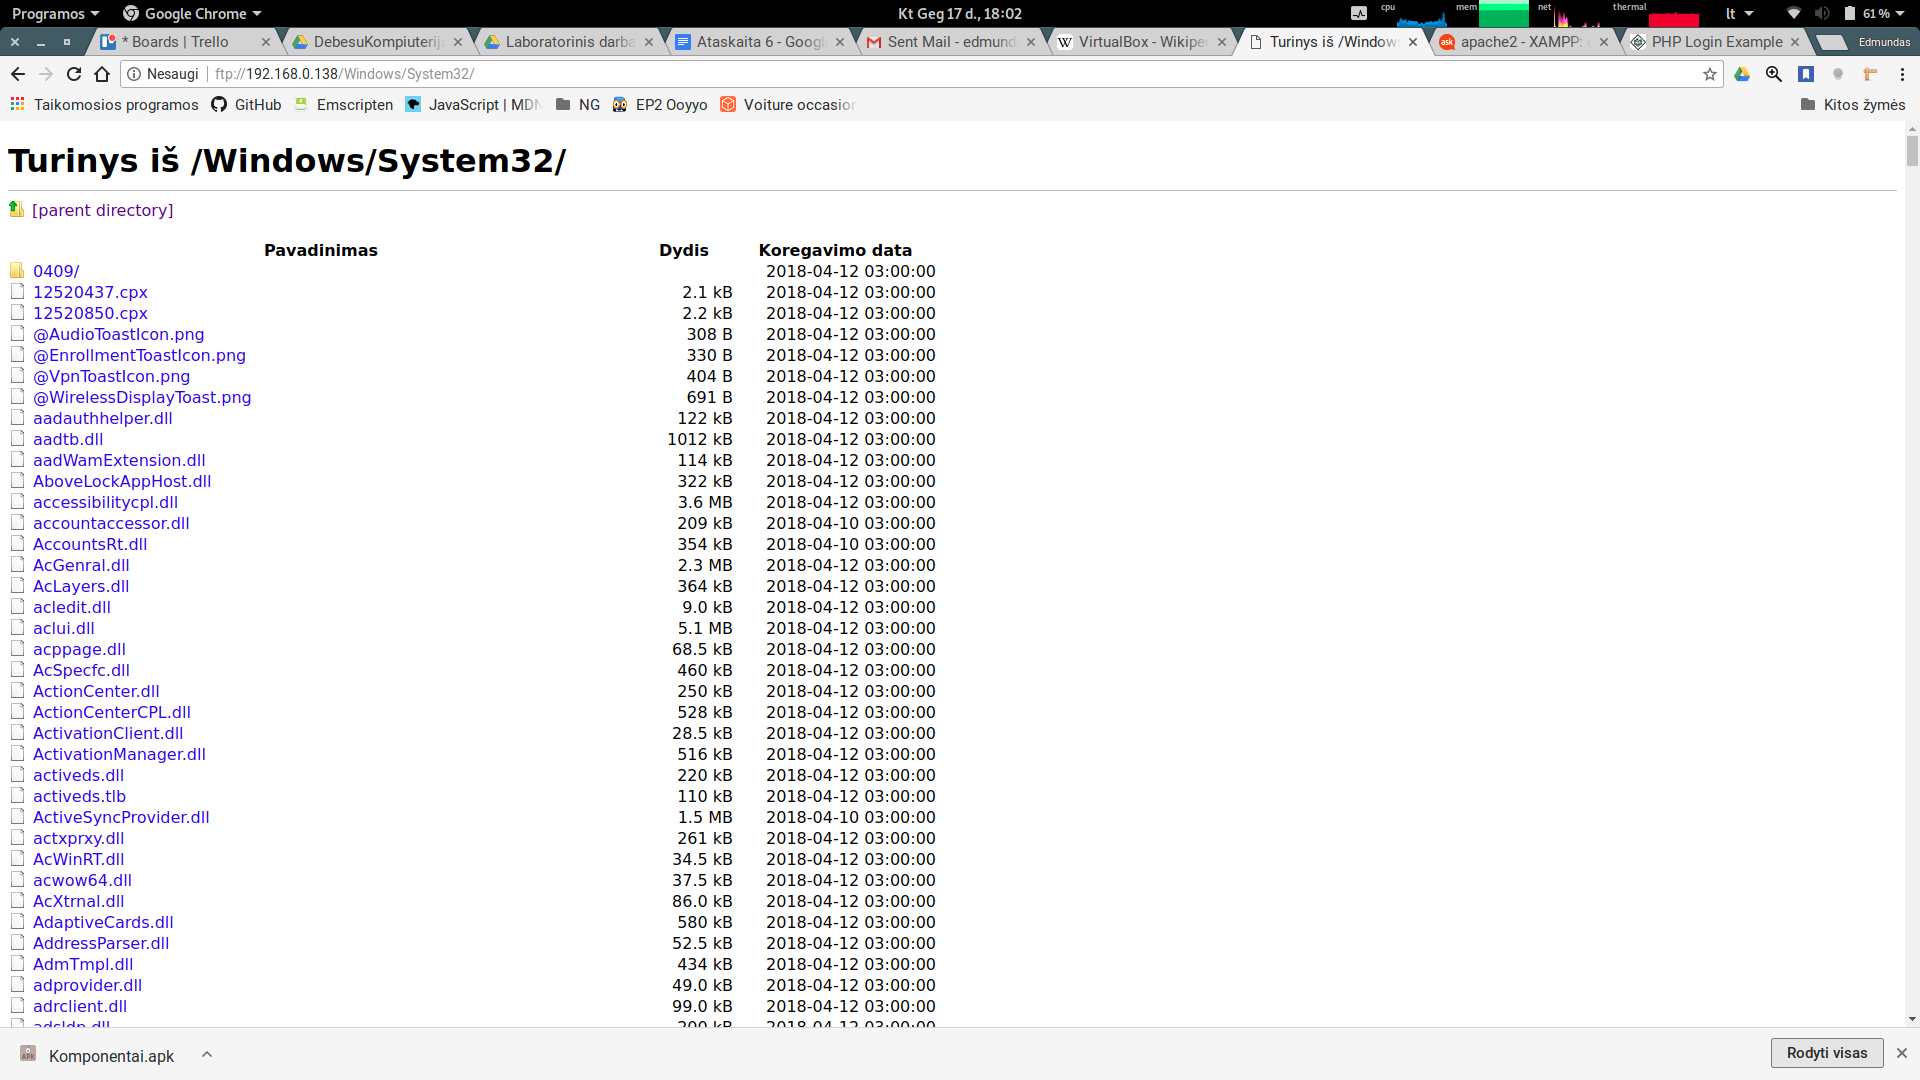 Programos Google Chrome Kt Geg 17 d., 18:02 cpu mem net thermal lt 61 %
* Boards | Trello DebesuKompiuterija Laboratorinis darba Ataskaita 6 - Googl Sent Mail - edmund VirtualBox - Wikipe Turinys iš /Window apache2 - XAMPP: PHP Login Example Edmundas
Nesaugi ftp://192.168.0.138/Windows/System32/
Taikomosios programos GitHub Emscripten JavaScript | MDN NG EP2 Ooyyo Voiture occasion Kitos žymės
Turinys iš /Windows/System32/
[parent directory]
Pavadinimas Dydis Koregavimo data
0409/ 2018-04-12 03:00:00
12520437.cpx 2.1 kB 2018-04-12 03:00:00
12520850.cpx 2.2 kB 2018-04-12 03:00:00
@AudioToastIcon.png 308 B 2018-04-12 03:00:00
@EnrollmentToastIcon.png 330 B 2018-04-12 03:00:00
@VpnToastIcon.png 404 B 2018-04-12 03:00:00
@WirelessDisplayToast.png 691 B 2018-04-12 03:00:00
aadauthhelper.dll 122 kB 2018-04-12 03:00:00
aadtb.dll 1012 kB 2018-04-12 03:00:00
aadWamExtension.dll 114 kB 2018-04-12 03:00:00
AboveLockAppHost.dll 322 kB 2018-04-12 03:00:00
accessibilitycpl.dll 3.6 MB 2018-04-12 03:00:00
accountaccessor.dll 209 kB 2018-04-10 03:00:00
AccountsRt.dll 354 kB 2018-04-10 03:00:00
AcGenral.dll 2.3 MB 2018-04-12 03:00:00
AcLayers.dll 364 kB 2018-04-12 03:00:00
acledit.dll 9.0 kB 2018-04-12 03:00:00
aclui.dll 5.1 MB 2018-04-12 03:00:00
acppage.dll 68.5 kB 2018-04-12 03:00:00
AcSpecfc.dll 460 kB 2018-04-12 03:00:00
ActionCenter.dll 250 kB 2018-04-12 03:00:00
ActionCenterCPL.dll 528 kB 2018-04-12 03:00:00
ActivationClient.dll 28.5 kB 2018-04-12 03:00:00
ActivationManager.dll 516 kB 2018-04-12 03:00:00
activeds.dll 220 kB 2018-04-12 03:00:00
activeds.tlb 110 kB 2018-04-12 03:00:00
ActiveSyncProvider.dll 1.5 MB 2018-04-10 03:00:00
actxprxy.dll 261 kB 2018-04-12 03:00:00
AcWinRT.dll 34.5 kB 2018-04-12 03:00:00
acwow64.dll 37.5 kB 2018-04-12 03:00:00
AcXtrnal.dll 86.0 kB 2018-04-12 03:00:00
AdaptiveCards.dll 580 kB 2018-04-12 03:00:00
AddressParser.dll 52.5 kB 2018-04-12 03:00:00
AdmTmpl.dll 434 kB 2018-04-12 03:00:00
adprovider.dll 49.0 kB 2018-04-12 03:00:00
adrclient.dll 99.0 kB 2018-04-12 03:00:00
adsldp.dll 200 kB 2018-04-12 03:00:00
Komponentai.apk Rodyti visas